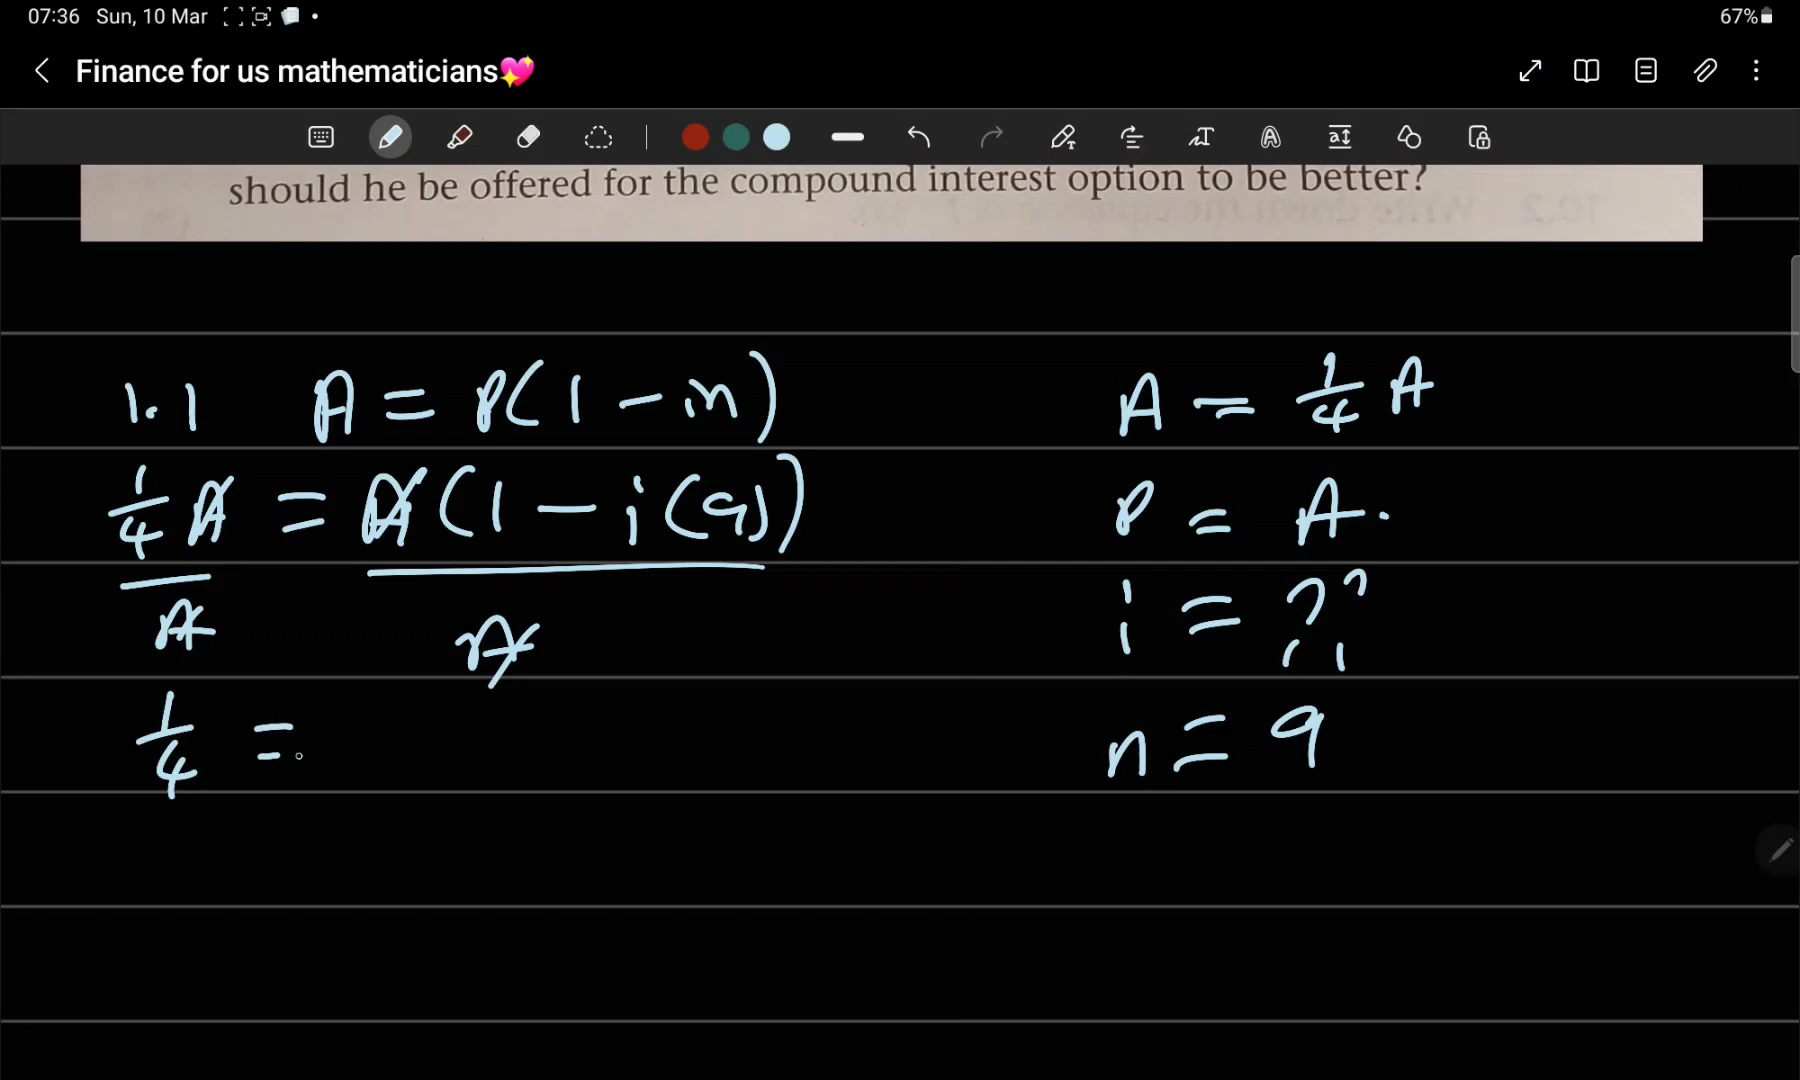 07:36 Sun, 10 Mar
67%
Finance for us mathematicians💖
should he be offered for the compound interest option to be better?
1.1 A = P(1 - in)
A = 1/4 A
1/4 A = A(1 - i(9))
P = A.
A A
i = ??
1/4 =
n = 9